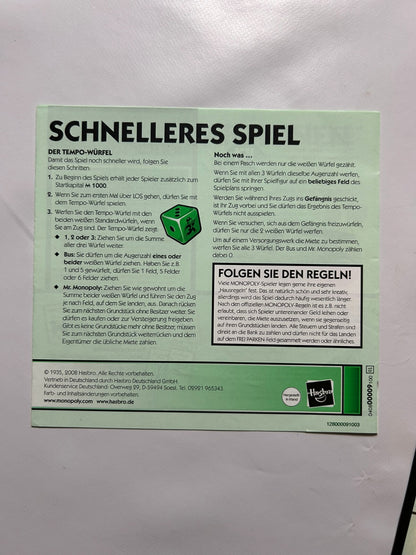 SCHNELLERES SPIEL
DER TEMPO-WÜRFEL
Damit das Spiel noch schneller wird, folgen Sie
diesen Schritten:
1. Zu Beginn des Spiels erhält jeder Spieler zusätzlich zum
Startkapital M 1000.
2. Wenn Sie zum ersten Mal über LOS gehen, dürfen Sie mit
dem Tempo-Würfel spielen.
3. Werfen Sie den Tempo-Würfel mit den
beiden weißen Standardwürfeln, wenn
Sie am Zug sind. Der Tempo-Würfel zeigt:
1, 2 oder 3: Ziehen Sie um die Summe
aller drei Würfel weiter.
Bus: Sie dürfen um die Augenzahl eines oder
beider weißen Würfel ziehen. Haben Sie z.B.
1 und 5 gewürfelt, dürfen Sie 1 Feld, 5 Felder
oder 6 Felder ziehen.
Mr. Monopoly: Ziehen Sie wie gewohnt um die
Summe beider weißen Würfel und führen Sie den Zug
je nach Feld, auf dem Sie landen, aus. Danach rücken
Sie zum nächsten Grundstück ohne Besitzer weiter. Sie
dürfen es kaufen oder zur Versteigerung freigeben.
Gibt es keine Grundstücke mehr ohne Besitzer, müssen
Sie zum nächsten Grundstück weiterrücken und dem
Eigentümer die übliche Miete zahlen.
Noch was ...
Bei einem Pasch werden nur die weißen Würfel gezählt.
Wenn Sie mit allen 3 Würfeln dieselbe Augenzahl werfen,
dürfen Sie mit Ihrer Spielfigur auf ein beliebiges Feld des
Spielplans springen.
Werden Sie während Ihres Zugs ins Gefängnis geschickt,
ist Ihr Zug vorbei und Sie dürfen das Ergebnis des Tempo-
Würfels nicht ausspielen.
Wenn Sie versuchen, sich aus dem Gefängnis freizuwürfeln,
dürfen Sie nur die 2 weißen Würfel werfen.
Um auf einem Versorgungswerk die Miete zu bestimmen,
werfen Sie alle 3 Würfel. Der Bus und Mr. Monopoly zählen
dabei 0.
FOLGEN SIE DEN REGELN!
Viele MONOPOLY-Spieler legen gerne ihre eigenen
„Hausregeln" fest. Das ist natürlich schön und sehr kreativ,
allerdings wird das Spiel dadurch häufig wesentlich länger.
Nach den offiziellen MONOPOLY-Regeln ist es z.B. nicht
erlaubt, dass sich Spieler untereinander Geld leihen oder
vereinbaren, die Miete auszusetzen, wenn sie gegenseitig
auf ihren Grundstücken landen. Alle Steuern und Strafen sind
direkt an die Bank zu zahlen und dürfen nicht für das Landen
auf dem FREI PARKEN Feld gesammelt werden oder ähnliches.
© 1935, 2008 Hasbro. Alle Rechte vorbehalten.
Vertrieb in Deutschland durch Hasbro Deutschland GmbH.
Kundenservice Deutschland: Overweg 29, D-59494 Soest. Tel. 02921 965343.
Farb- und Inhaltsänderungen vorbehalten.
www.monopoly.com www.hasbro.de
Hergestellt
in Irland
Hasbro
040800009100
128000091003